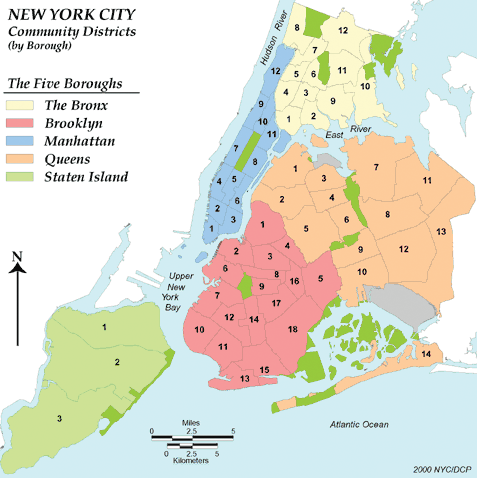 NEW YORK CITY
Community Districts
(by Borough)
The Five Boroughs
The Bronx
Brooklyn
Manhattan
Queens
Staten Island
Hudson River
East River
Upper
New
York
Bay
Atlantic Ocean
N
Miles
0 2.5 5
0 2.5 5
Kilometers
2000 NYC/DCP
8
12
7
11
5
6
10
4
3
9
1
2
12
9
10
11
7
8
5
4
6
2
3
1
1
3
7
11
2
4
8
6
5
9
12
13
10
14
1
2
4
3
6
8
5
7
9
16
17
12
14
18
10
11
15
13
1
2
3